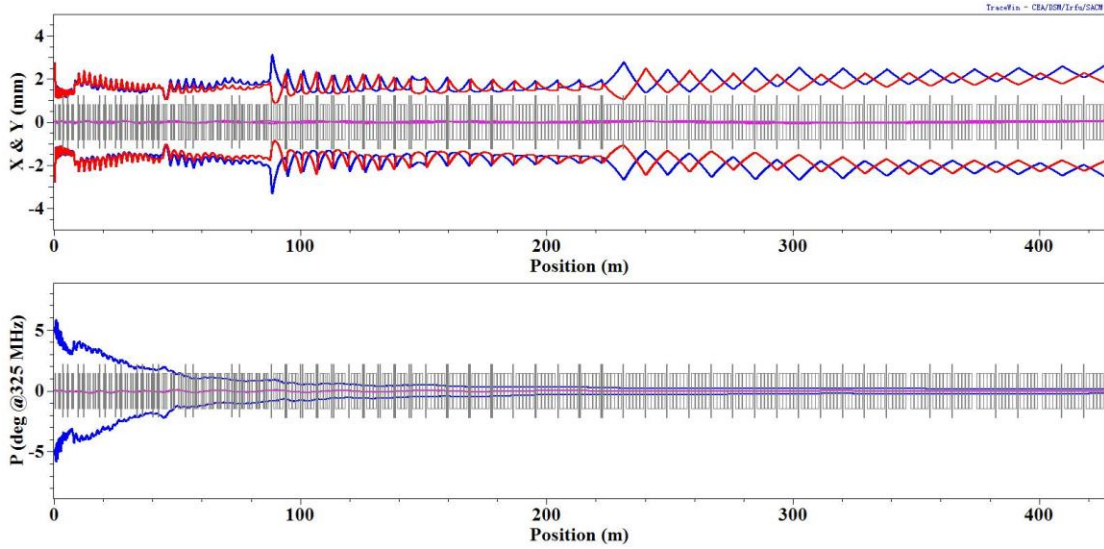 TraceWin - CEA/DSM/Irfu/SACM
4
2
0
-2
-4
X & Y (mm)
0 100 200 300 400
Position (m)
5
0
-5
P (deg @325 MHz)
0 100 200 300 400
Position (m)